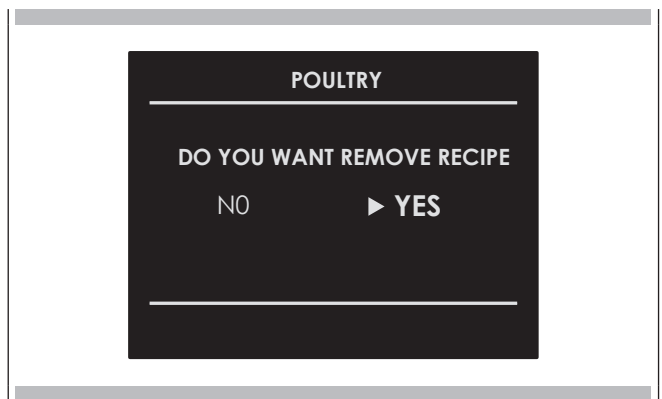 POULTRY
DO YOU WANT REMOVE RECIPE
N0 ▶ YES